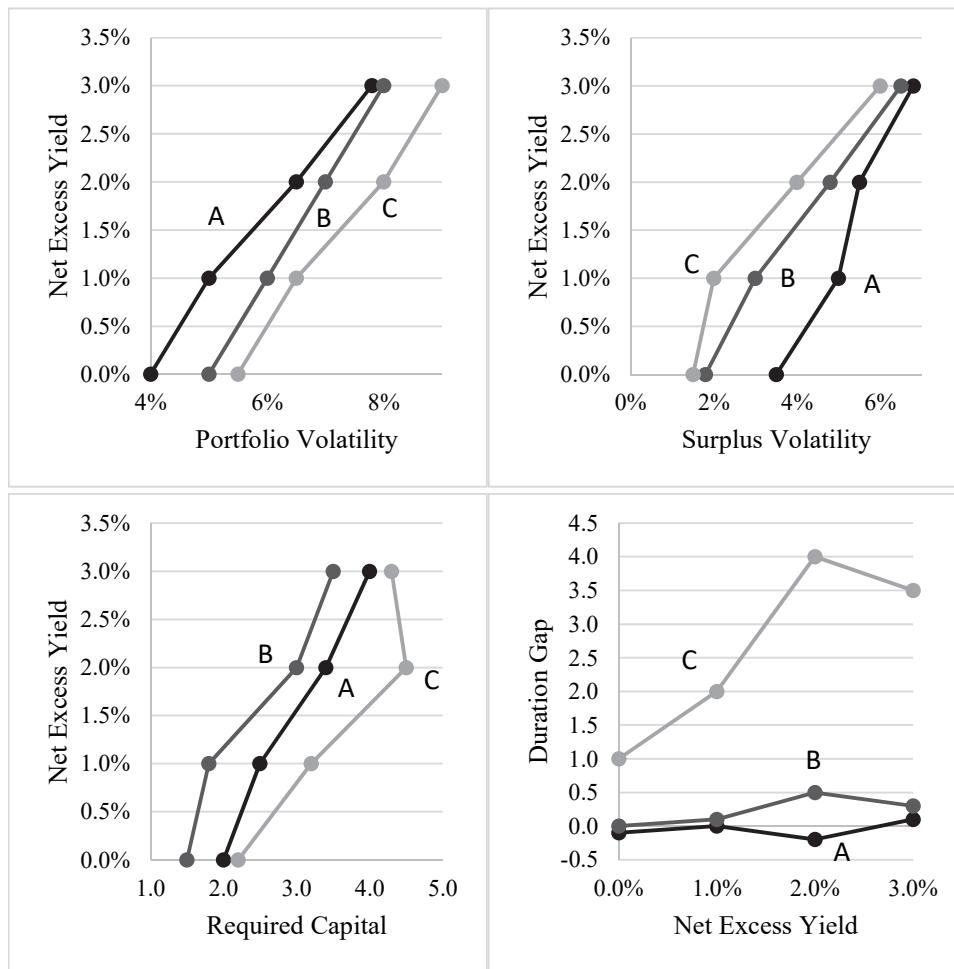 3.5%
3.0%
2.5%
2.0%
1.5%
1.0%
0.5%
0.0%
Net Excess Yield
A
B
C
4% 6% 8%
Portfolio Volatility
3.5%
3.0%
2.5%
2.0%
1.5%
1.0%
0.5%
0.0%
Net Excess Yield
C
B
A
0% 2% 4% 6%
Surplus Volatility
3.5%
3.0%
2.5%
2.0%
1.5%
1.0%
0.5%
0.0%
Net Excess Yield
B
A
C
1.0 2.0 3.0 4.0 5.0
Required Capital
4.5
4.0
3.5
3.0
2.5
2.0
1.5
1.0
0.5
0.0
-0.5
Duration Gap
C
B
A
0.0% 1.0% 2.0% 3.0%
Net Excess Yield